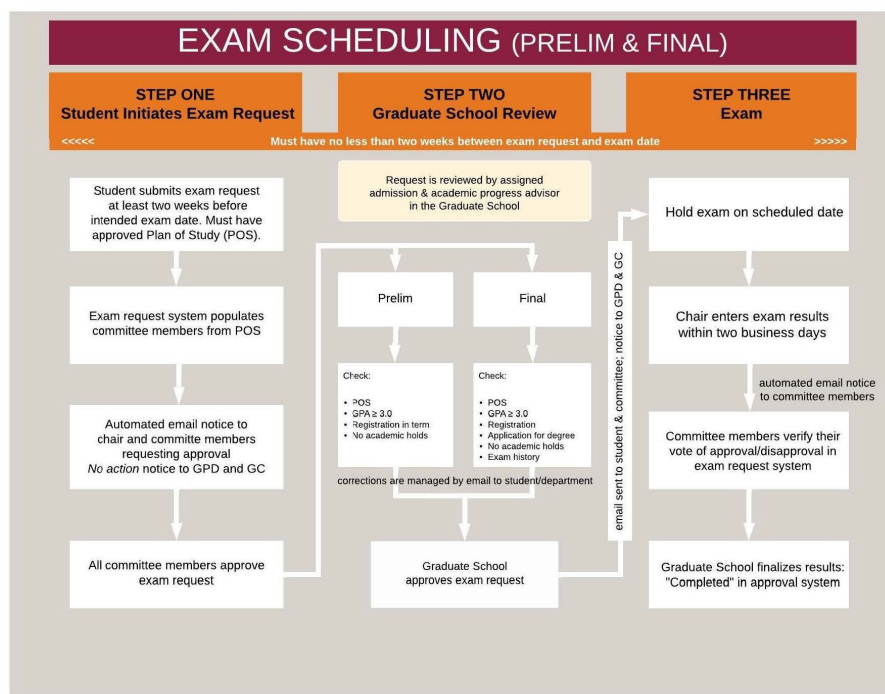 EXAM SCHEDULING (PRELIM & FINAL)
STEP ONE
Student Initiates Exam Request
STEP TWO
Graduate School Review
STEP THREE
Exam
<<<<< Must have no less than two weeks between exam request and exam date >>>>>
Student submits exam request
at least two weeks before
intended exam date. Must have
approved Plan of Study (POS).
Exam request system populates
committee members from POS
Automated email notice to
chair and committe members
requesting approval
No action notice to GPD and GC
All committee members approve
exam request
Request is reviewed by assigned
admission & academic progress advisor
in the Graduate School
Prelim
Final
Check:
• POS
• GPA ≥ 3.0
• Registration in term
• No academic holds
Check:
• POS
• GPA ≥ 3.0
• Registration
• Application for degree
• No academic holds
• Exam history
corrections are managed by email to student/department
Graduate School
approves exam request
email sent to student & committee; notice to GPD & GC
Hold exam on scheduled date
Chair enters exam results
within two business days
automated email notice
to committee members
Committee members verify their
vote of approval/disapproval in
exam request system
Graduate School finalizes results:
"Completed" in approval system